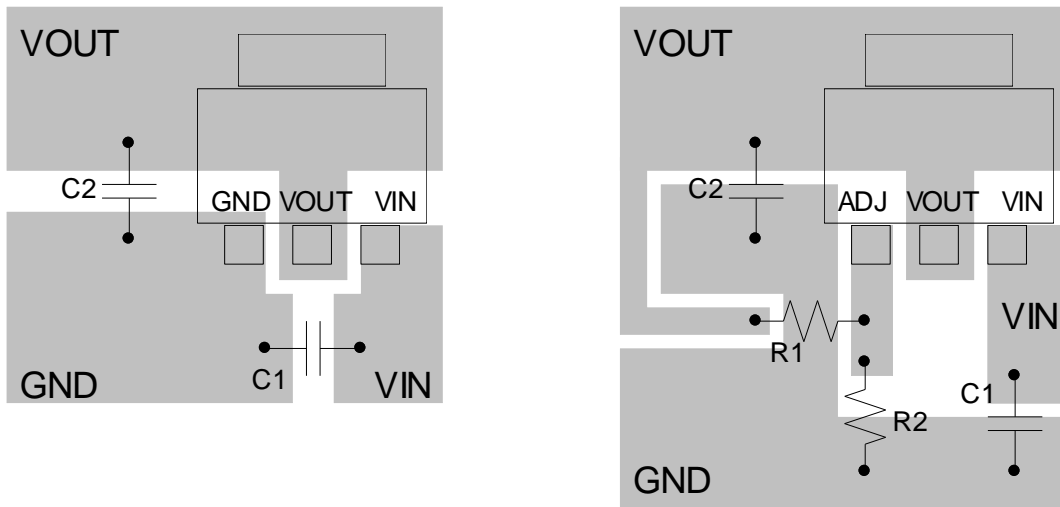 VOUT
C2
GND VOUT VIN
C1
GND
VIN
VOUT
C2
ADJ VOUT VIN
VIN
R1
C1
R2
GND